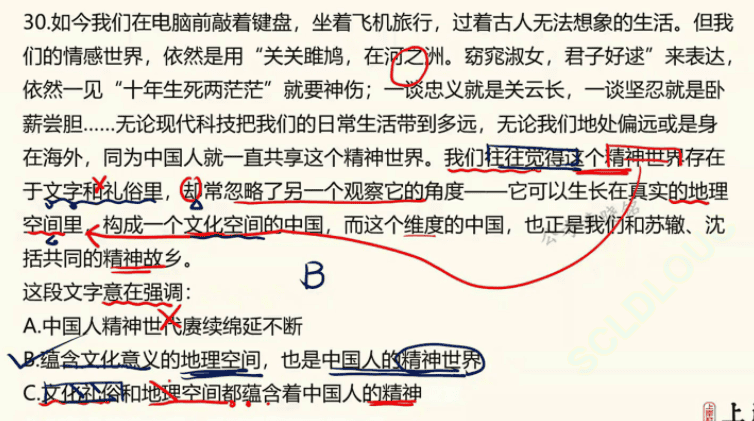 30.如今我们在电脑前敲着键盘，坐着飞机旅行，过着古人无法想象的生活。但我
们的情感世界，依然是用“关关雎鸠，在河之洲。窈窕淑女，君子好逑”来表达，
依然一见“十年生死两茫茫”就要神伤；一谈忠义就是关云长，一谈坚忍就是卧
薪尝胆……无论现代科技把我们的日常生活带到多远，无论我们地处偏远或是身
在海外，同为中国人就一直共享这个精神世界。我们往往觉得这个精神世界存在
于文字和礼俗里，却常忽略了另一个观察它的角度——它可以生长在真实的地理
空间里，构成一个文化空间的中国，而这个维度的中国，也正是我们和苏辙、沈
括共同的精神故乡。
B
这段文字意在强调：
A.中国人精神世代赓续绵延不断
B.蕴含文化意义的地理空间，也是中国人的精神世界
C.文化礼俗和地理空间都蕴含着中国人的精神
SCLDLOU
上